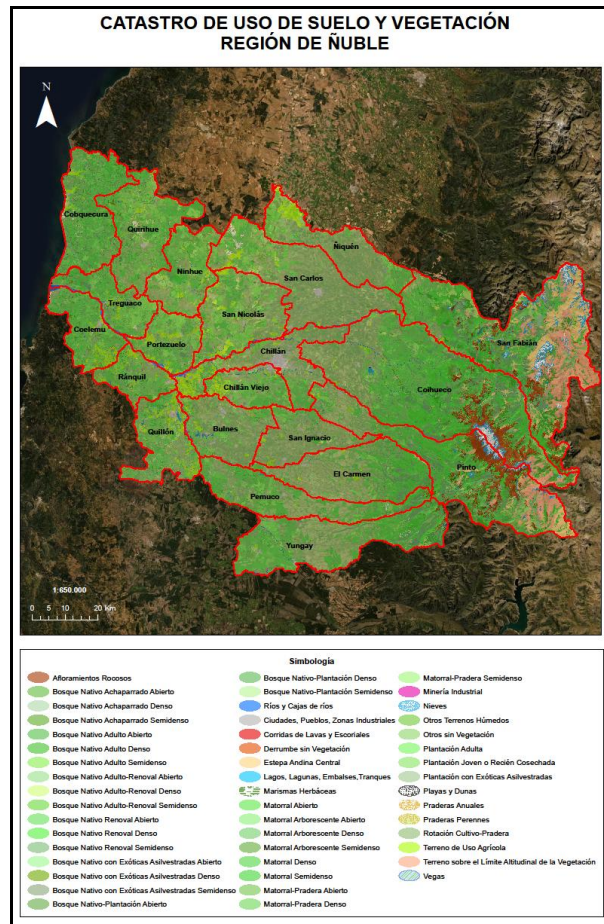 CATASTRO DE USO DE SUELO Y VEGETACIÓN
REGIÓN DE ÑUBLE
N
Cobquecura
Quirihue
Ñiquén
Ninhue
San Carlos
Treguaco
San Nicolás
San Fabián
Coelemu
Portezuelo
Chillán
Ránquil
Chillán Viejo
Coihueco
Quillón
Bulnes
San Ignacio
Pinto
El Carmen
Pemuco
Yungay
1:650.000
0 5 10 20 Km
Simbología
Afloramientos Rocosos
Bosque Nativo Achaparrado Abierto
Bosque Nativo Achaparrado Denso
Bosque Nativo Achaparrado Semidenso
Bosque Nativo Adulto Abierto
Bosque Nativo Adulto Denso
Bosque Nativo Adulto Semidenso
Bosque Nativo Adulto-Renoval Abierto
Bosque Nativo Adulto-Renoval Denso
Bosque Nativo Adulto-Renoval Semidenso
Bosque Nativo Renoval Abierto
Bosque Nativo Renoval Denso
Bosque Nativo Renoval Semidenso
Bosque Nativo con Exóticas Asilvestradas Abierto
Bosque Nativo con Exóticas Asilvestradas Denso
Bosque Nativo con Exóticas Asilvestradas Semidenso
Bosque Nativo-Plantación Abierto
Bosque Nativo-Plantación Denso
Bosque Nativo-Plantación Semidenso
Ríos y Cajas de ríos
Ciudades, Pueblos, Zonas Industriales
Corridas de Lavas y Escoriales
Derrumbe sin Vegetación
Estepa Andina Central
Lagos, Lagunas, Embalses,Tranques
Marismas Herbáceas
Matorral Abierto
Matorral Arborescente Abierto
Matorral Arborescente Denso
Matorral Arborescente Semidenso
Matorral Denso
Matorral Semidenso
Matorral-Pradera Abierto
Matorral-Pradera Denso
Matorral-Pradera Semidenso
Minería Industrial
Nieves
Otros Terrenos Húmedos
Otros sin Vegetación
Plantación Adulta
Plantación Joven o Recién Cosechada
Plantación con Exóticas Asilvestradas
Playas y Dunas
Praderas Anuales
Praderas Perennes
Rotación Cultivo-Pradera
Terreno de Uso Agrícola
Terreno sobre el Límite Altitudinal de la Vegetación
Vegas